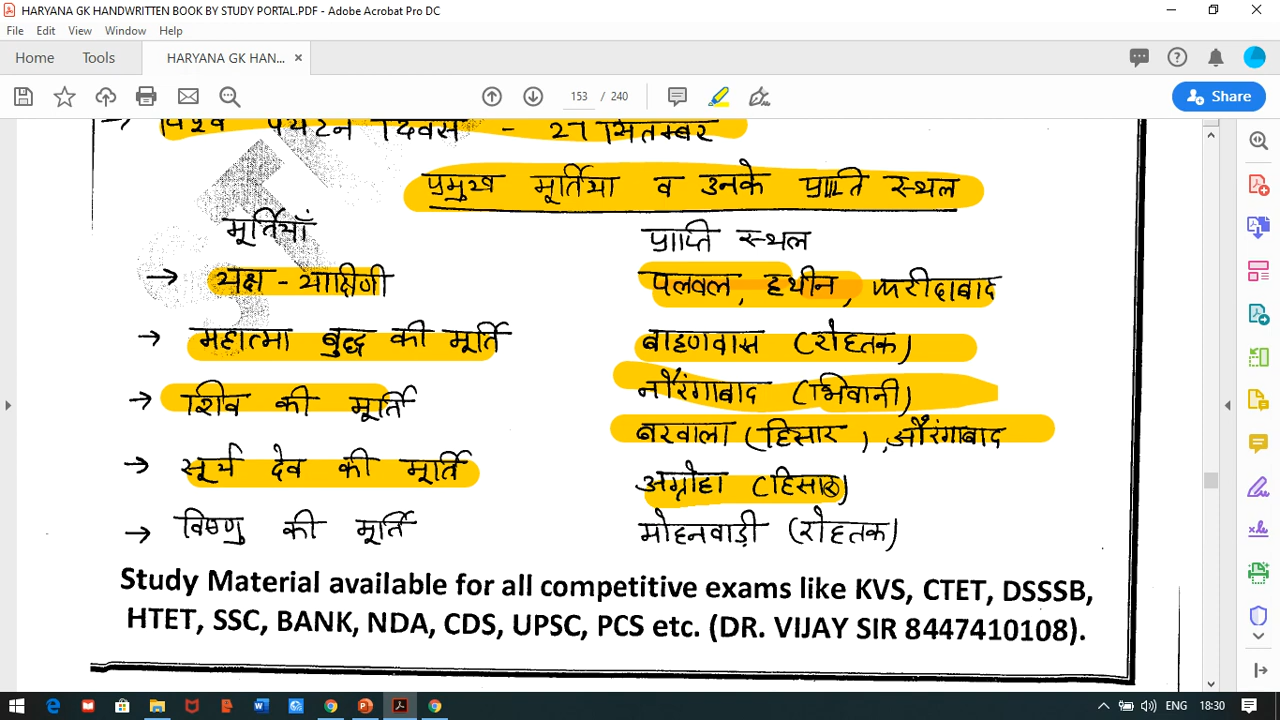 HARYANA GK HANDWRITTEN BOOK BY STUDY PORTAL.PDF - Adobe Acrobat Pro DC
File Edit View Window Help
Home Tools HARYANA GK HAN... ×
153 / 240 Share
→ विश्व पर्यटन दिवस - 27 सितम्बर
प्रमुख मूर्तिया व उनके प्राप्ति स्थल
मूर्तियाँ प्राप्ति स्थल
→ यक्ष - याक्षिणी पलवल, हथीन, फरीदाबाद
→ महात्मा बुद्ध की मूर्ति बाहणवास (रोहतक)
→ शिव की मूर्ति नौरंगाबाद (भिवानी)
बरवाला (हिसार), औरंगाबाद
→ सूर्य देव की मूर्ति अग्रोहा (हिसार)
→ विष्णु की मूर्ति मोहनवाड़ी (रोहतक)
Study Material available for all competitive exams like KVS, CTET, DSSSB,
HTET, SSC, BANK, NDA, CDS, UPSC, PCS etc. (DR. VIJAY SIR 8447410108).
ENG 18:30